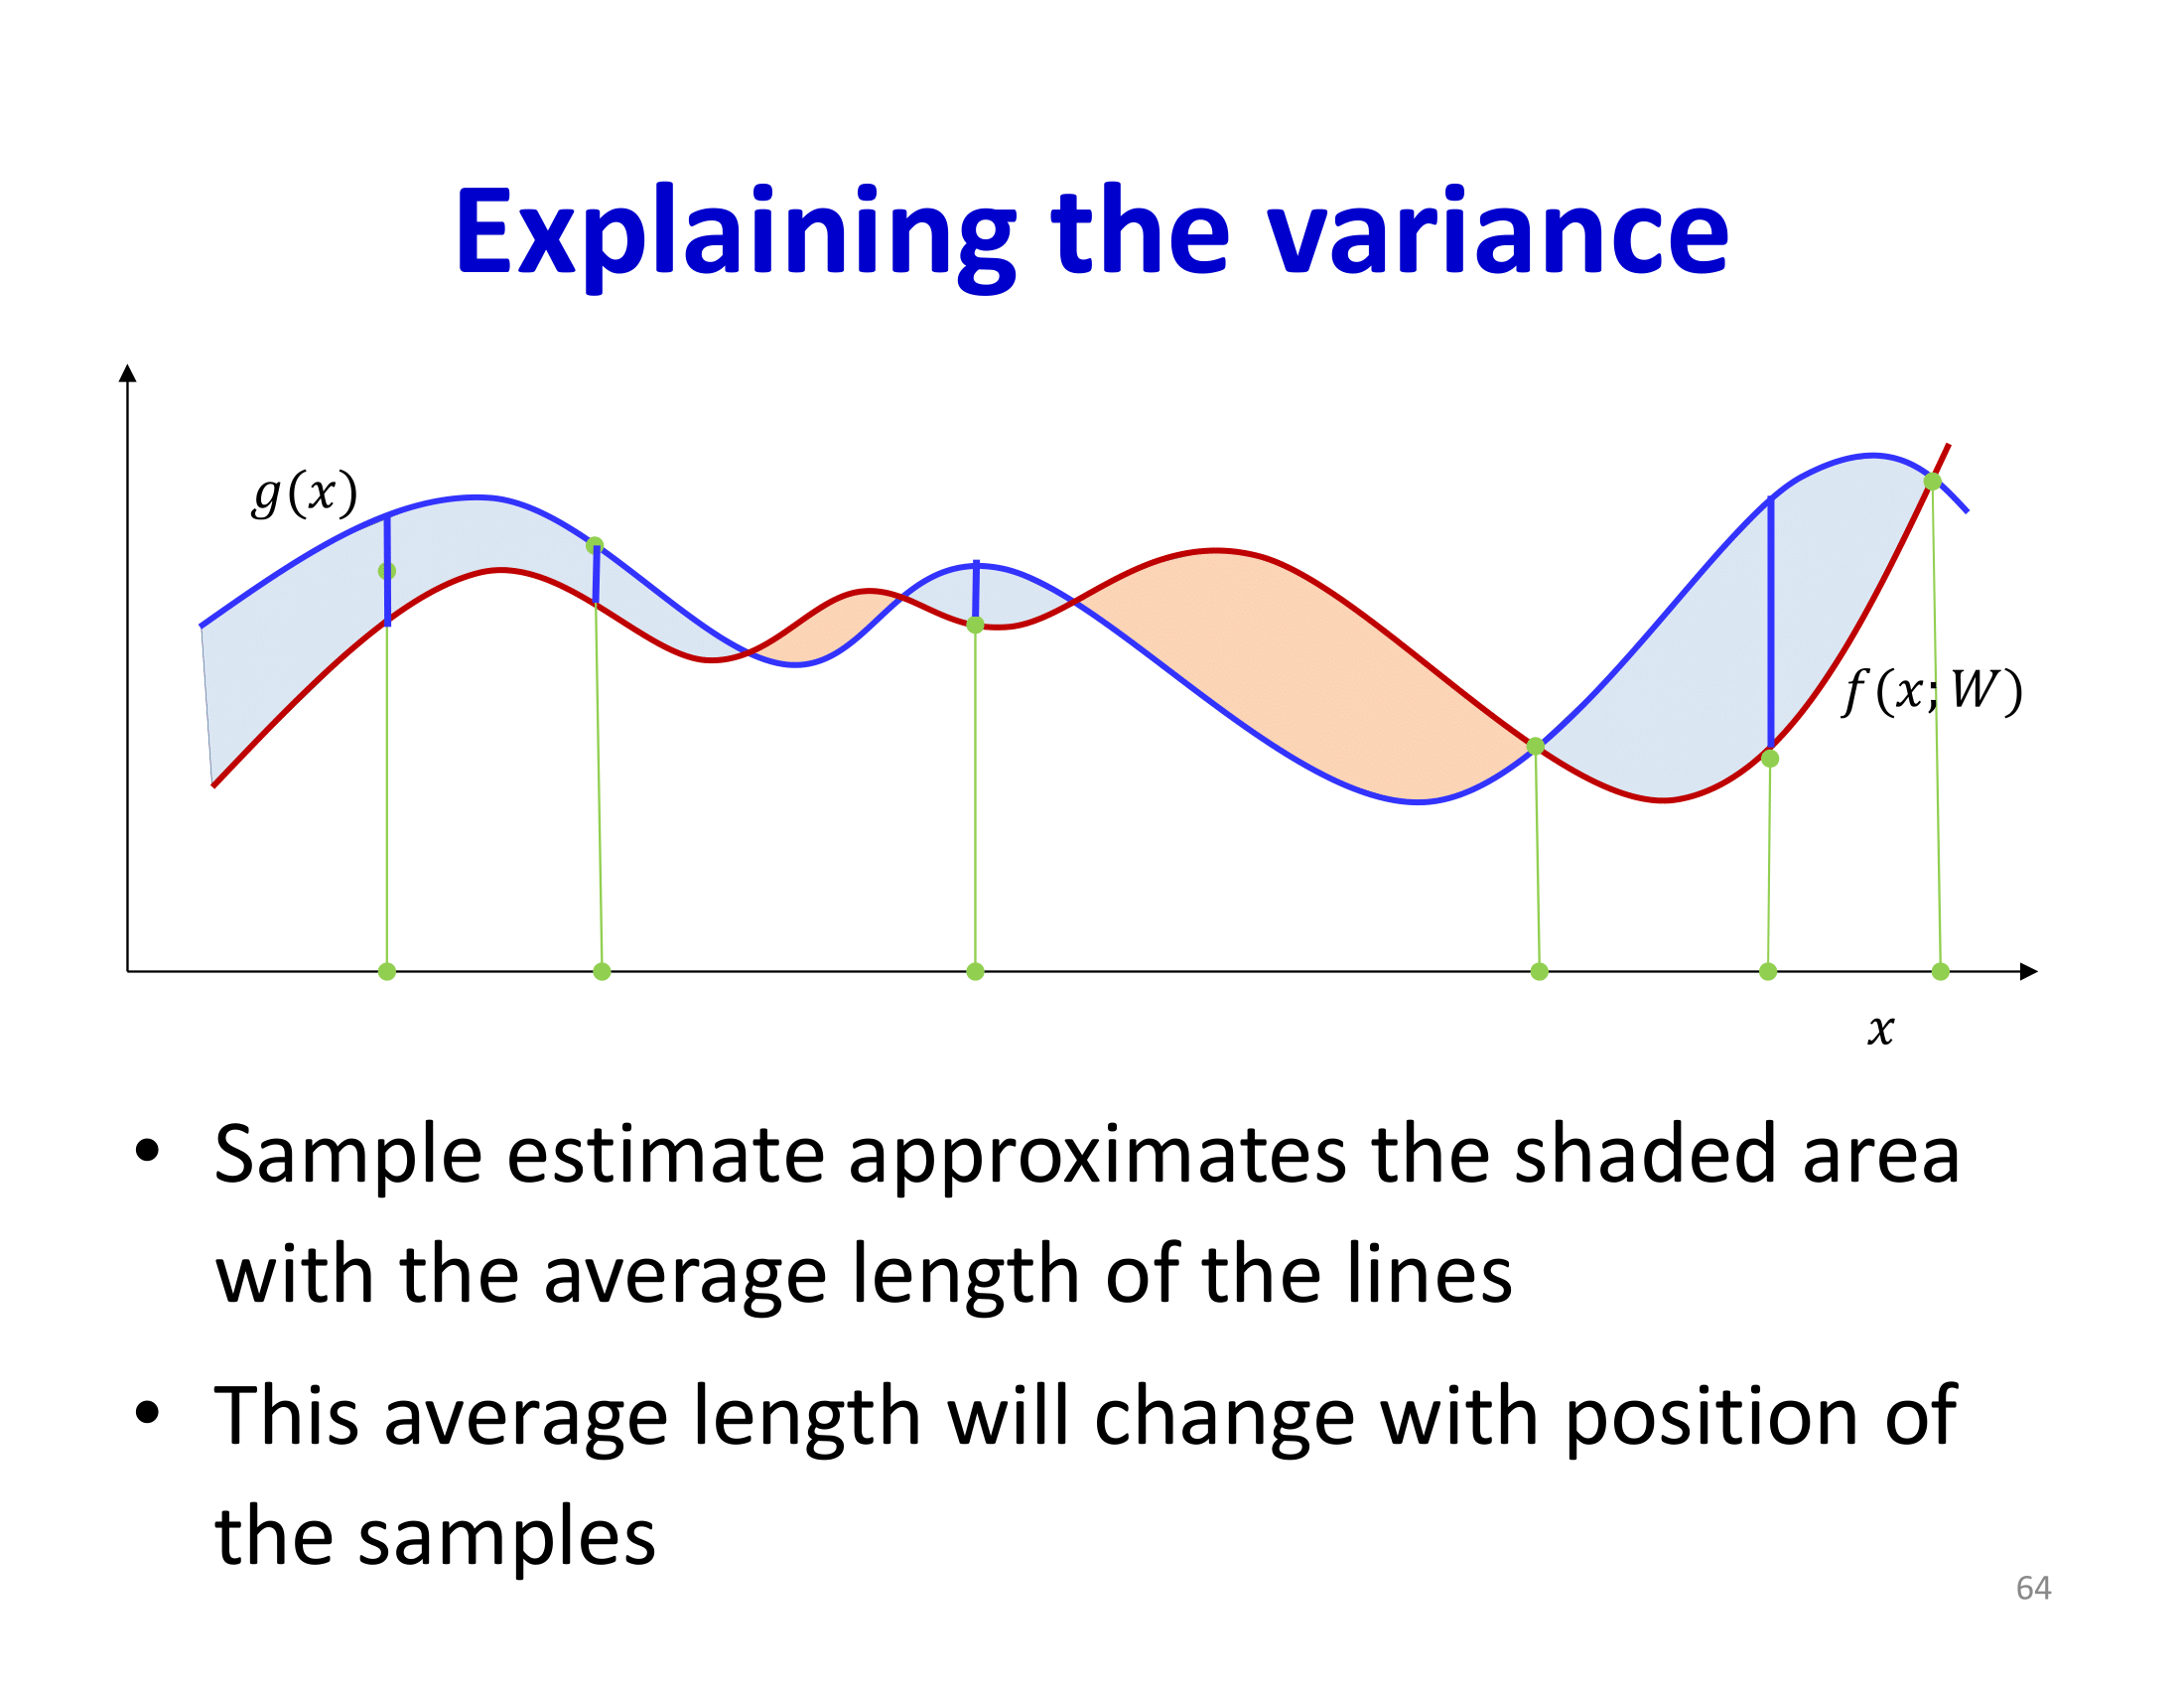 Explaining the variance
g(x)
f(x; W)
x
• Sample estimate approximates the shaded area
with the average length of the lines
• This average length will change with position of
the samples
64